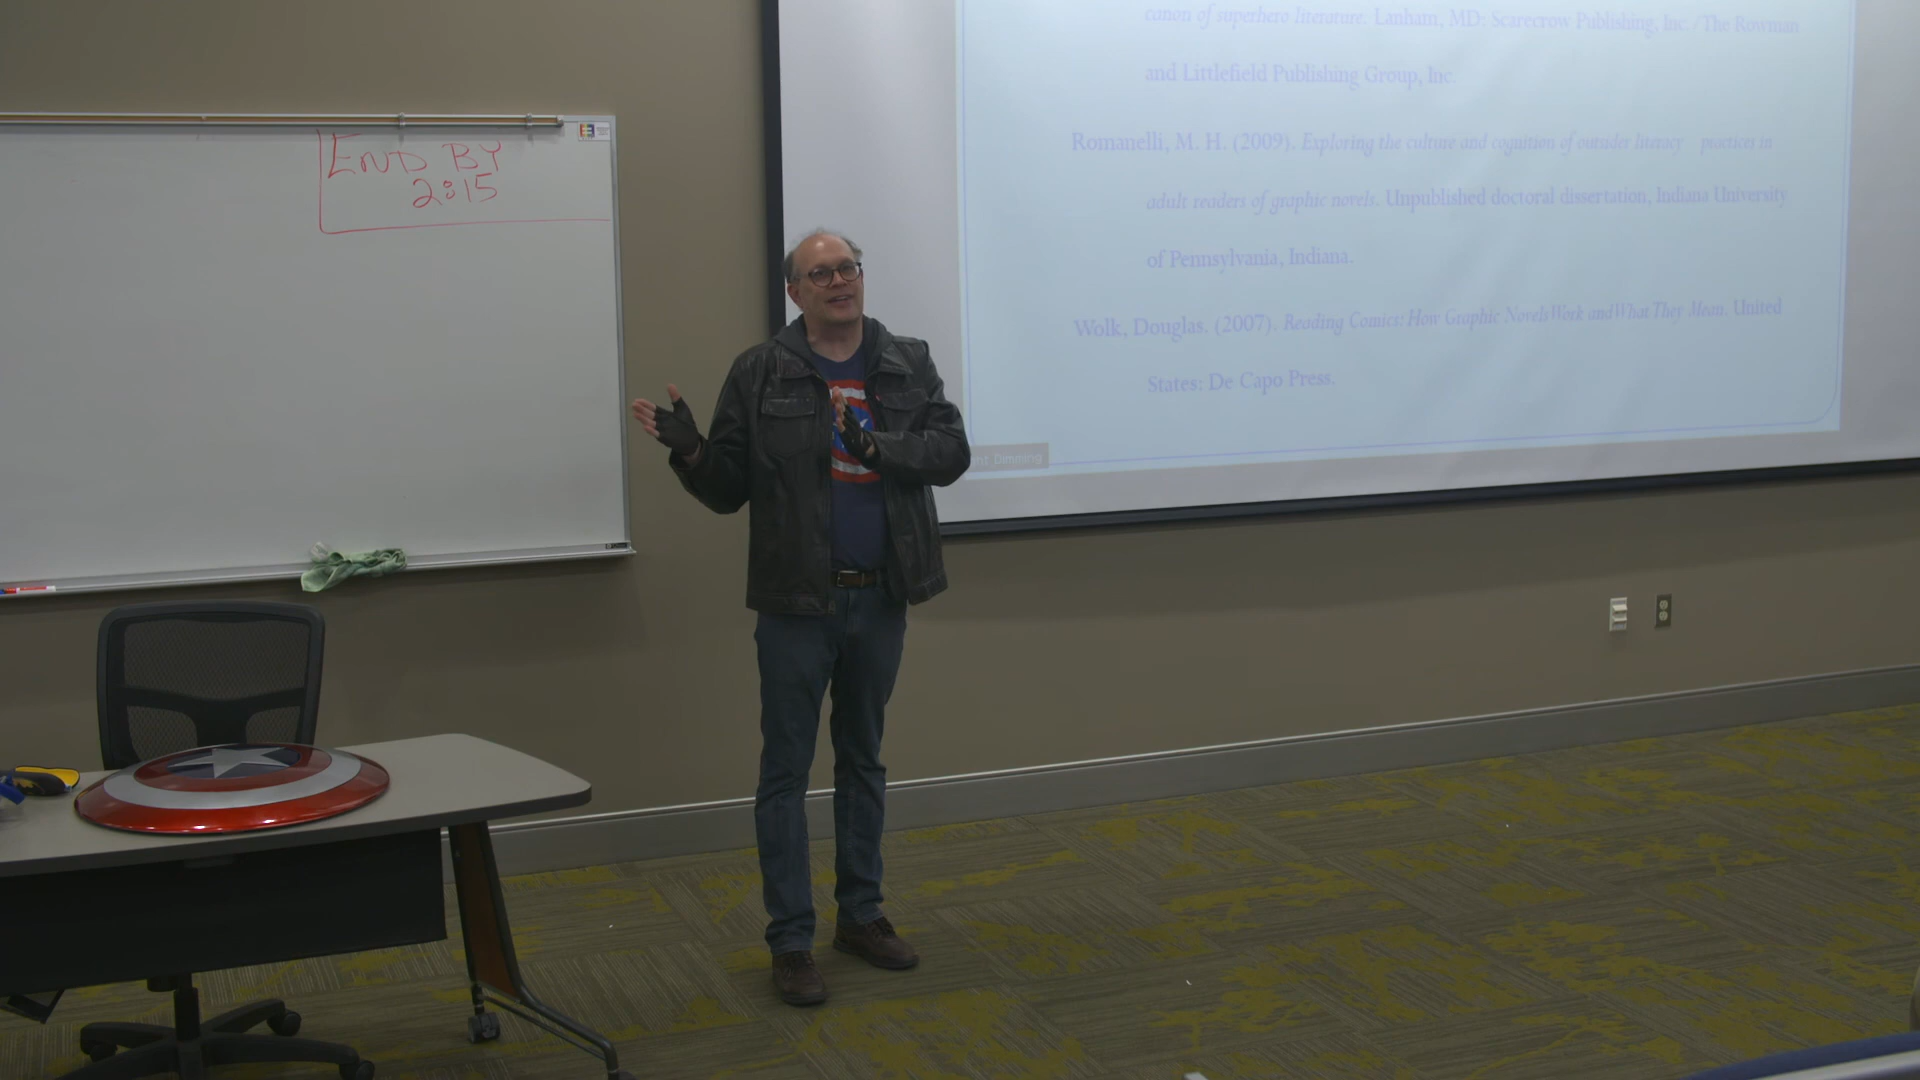 END BY
2:15
canon of superhero literature. Lanham, MD: Scarecrow Publishing, Inc. / The Rowman
and Littlefield Publishing Group, Inc.
Romanelli, M. H. (2009). Exploring the culture and cognition of outsider literacy practices in
adult readers of graphic novels. Unpublished doctoral dissertation, Indiana University
of Pennsylvania, Indiana.
Wolk, Douglas. (2007). Reading Comics: How Graphic Novels Work and What They Mean. United
States: De Capo Press.
Dimming